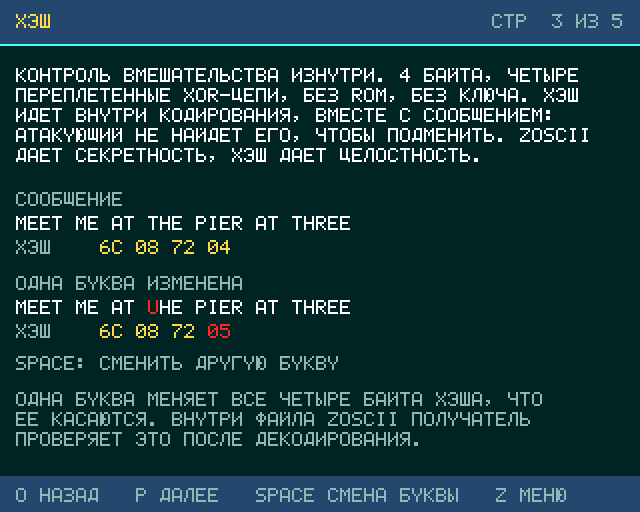 ХЭШ
СТР 3 ИЗ 5
КОНТРОЛЬ ВМЕШАТЕЛЬСТВА ИЗНУТРИ. 4 БАЙТА, ЧЕТЫРЕ
ПЕРЕПЛЕТЕННЫЕ XOR-ЦЕПИ, БЕЗ ROM, БЕЗ КЛЮЧА. ХЭШ
ИДЕТ ВНУТРИ КОДИРОВАНИЯ, ВМЕСТЕ С СООБЩЕНИЕМ:
АТАКУЮЩИЙ НЕ НАЙДЕТ ЕГО, ЧТОБЫ ПОДМЕНИТЬ. ZOSCII
ДАЕТ СЕКРЕТНОСТЬ, ХЭШ ДАЕТ ЦЕЛОСТНОСТЬ.
СООБЩЕНИЕ
MEET ME AT THE PIER AT THREE
ХЭШ 6C 08 72 04
ОДНА БУКВА ИЗМЕНЕНА
MEET ME AT UHE PIER AT THREE
ХЭШ 6C 08 72 05
SPACE: СМЕНИТЬ ДРУГУЮ БУКВУ
ОДНА БУКВА МЕНЯЕТ ВСЕ ЧЕТЫРЕ БАЙТА ХЭША, ЧТО
ЕЕ КАСАЮТСЯ. ВНУТРИ ФАЙЛА ZOSCII ПОЛУЧАТЕЛЬ
ПРОВЕРЯЕТ ЭТО ПОСЛЕ ДЕКОДИРОВАНИЯ.
O НАЗАД P ДАЛЕЕ SPACE СМЕНА БУКВЫ Z МЕНЮ